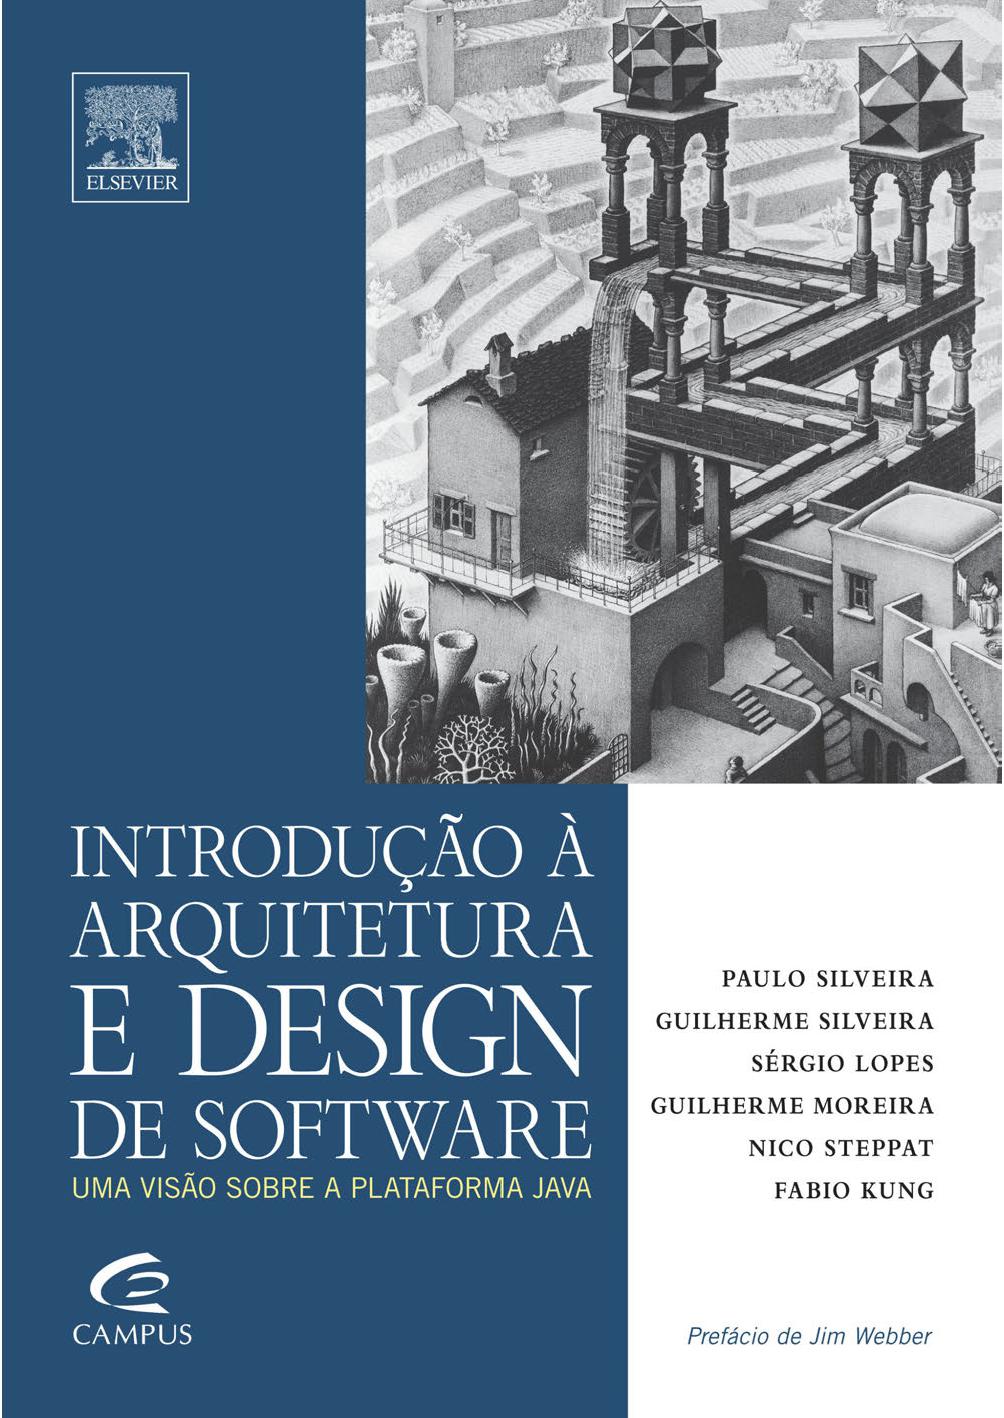 ELSEVIER
INTRODUÇÃO À
ARQUITETURA
E DESIGN
DE SOFTWARE
UMA VISÃO SOBRE A PLATAFORMA JAVA
PAULO SILVEIRA
GUILHERME SILVEIRA
SÉRGIO LOPES
GUILHERME MOREIRA
NICO STEPPAT
FABIO KUNG
CAMPUS
Prefácio de Jim Webber